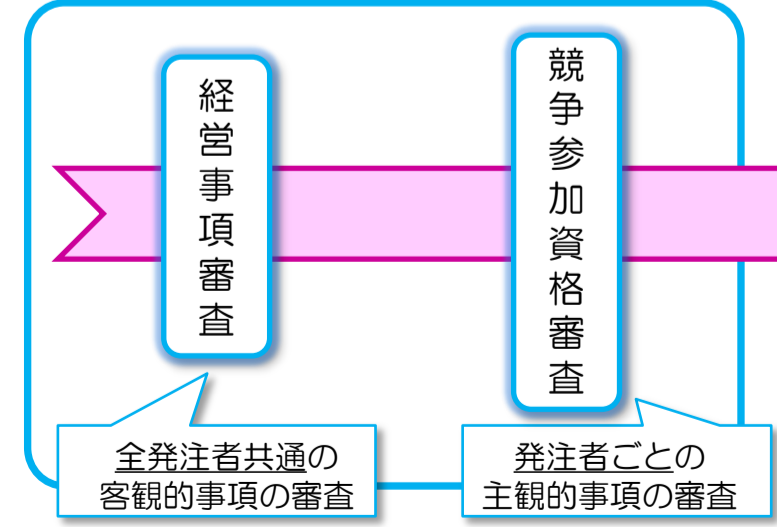 経営事項審査
競争参加資格審査
全発注者共通の
客観的事項の審査
発注者ごとの
主観的事項の審査